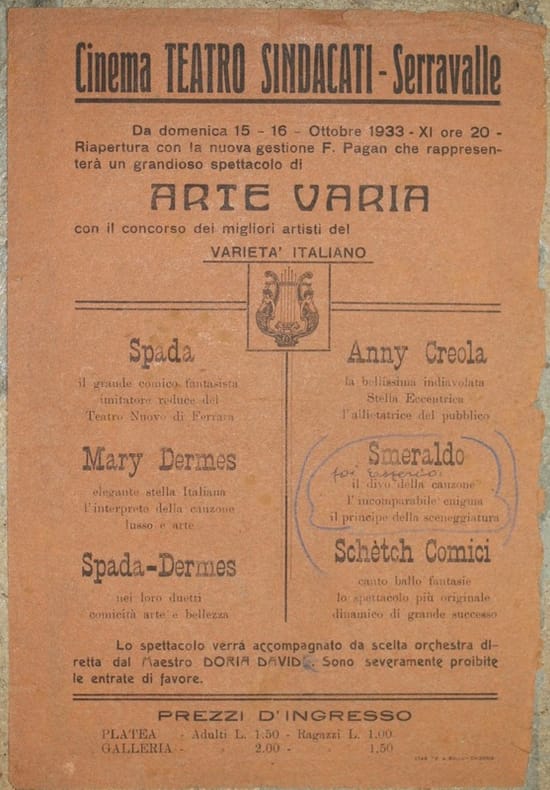 Cinema TEATRO SINDACATI - Serravalle
Da domenica 15 - 16 - Ottobre 1933 - XI ore 20 -
Riapertura con la nuova gestione F. Pagan che rappresen-
terà un grandioso spettacolo di
ARTE VARIA
con il concorso dei migliori artisti del
VARIETA' ITALIANO
Spada
il grande comico fantasista
imitatore reduce del
Teatro Nuovo di Ferrara
Mary Dermes
elegante stella Italiana
l'interprete della canzone
lusso e arte
Spada-Dermes
nei loro duetti
comicità arte e bellezza
Anny Creola
la bellissima indiavolata
Stella Eccentrica
l'allietatrice del pubblico
Smeraldo
il divo della canzone
l'incomparabile enigma
il principe della sceneggiatura
Schètch Comici
canto ballo fantasie
lo spettacolo più originale
dinamico di grande successo
Lo spettacolo verrà accompagnato da scelta orchestra di-
retta dal Maestro DORIA DAVIDE. Sono severamente proibite
le entrate di favore.
PREZZI D'INGRESSO
PLATEA - Adulti L. 1.50 - Ragazzi L. 1.00
GALLERIA - „ 2.00 - „ 1,50